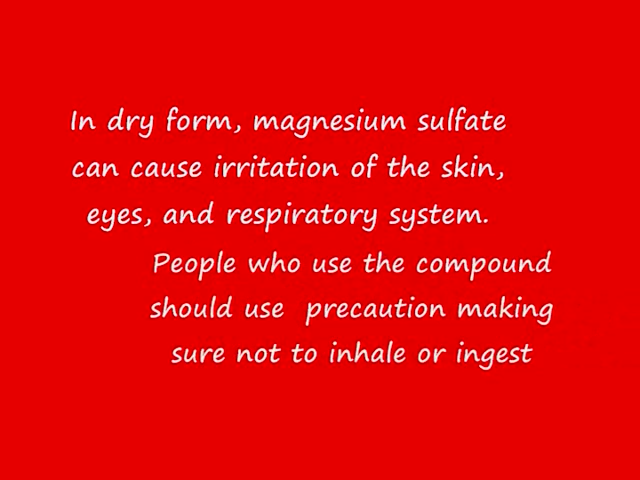 In dry form, magnesium sulfate
can cause irritation of the skin,
eyes, and respiratory system.
People who use the compound
should use precaution making
sure not to inhale or ingest